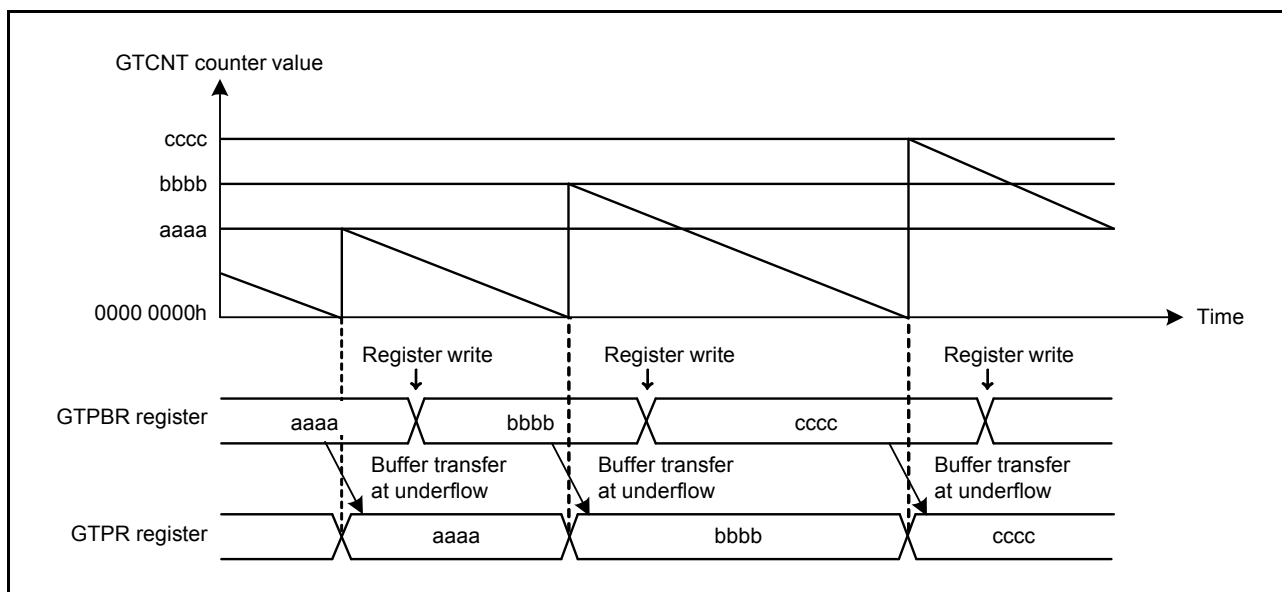 GTCNT counter value
cccc
bbbb
aaaa
0000 0000h
Time
Register write
Register write
Register write
GTPBR register
aaaa
bbbb
cccc
Buffer transfer
at underflow
Buffer transfer
at underflow
Buffer transfer
at underflow
GTPR register
aaaa
bbbb
cccc